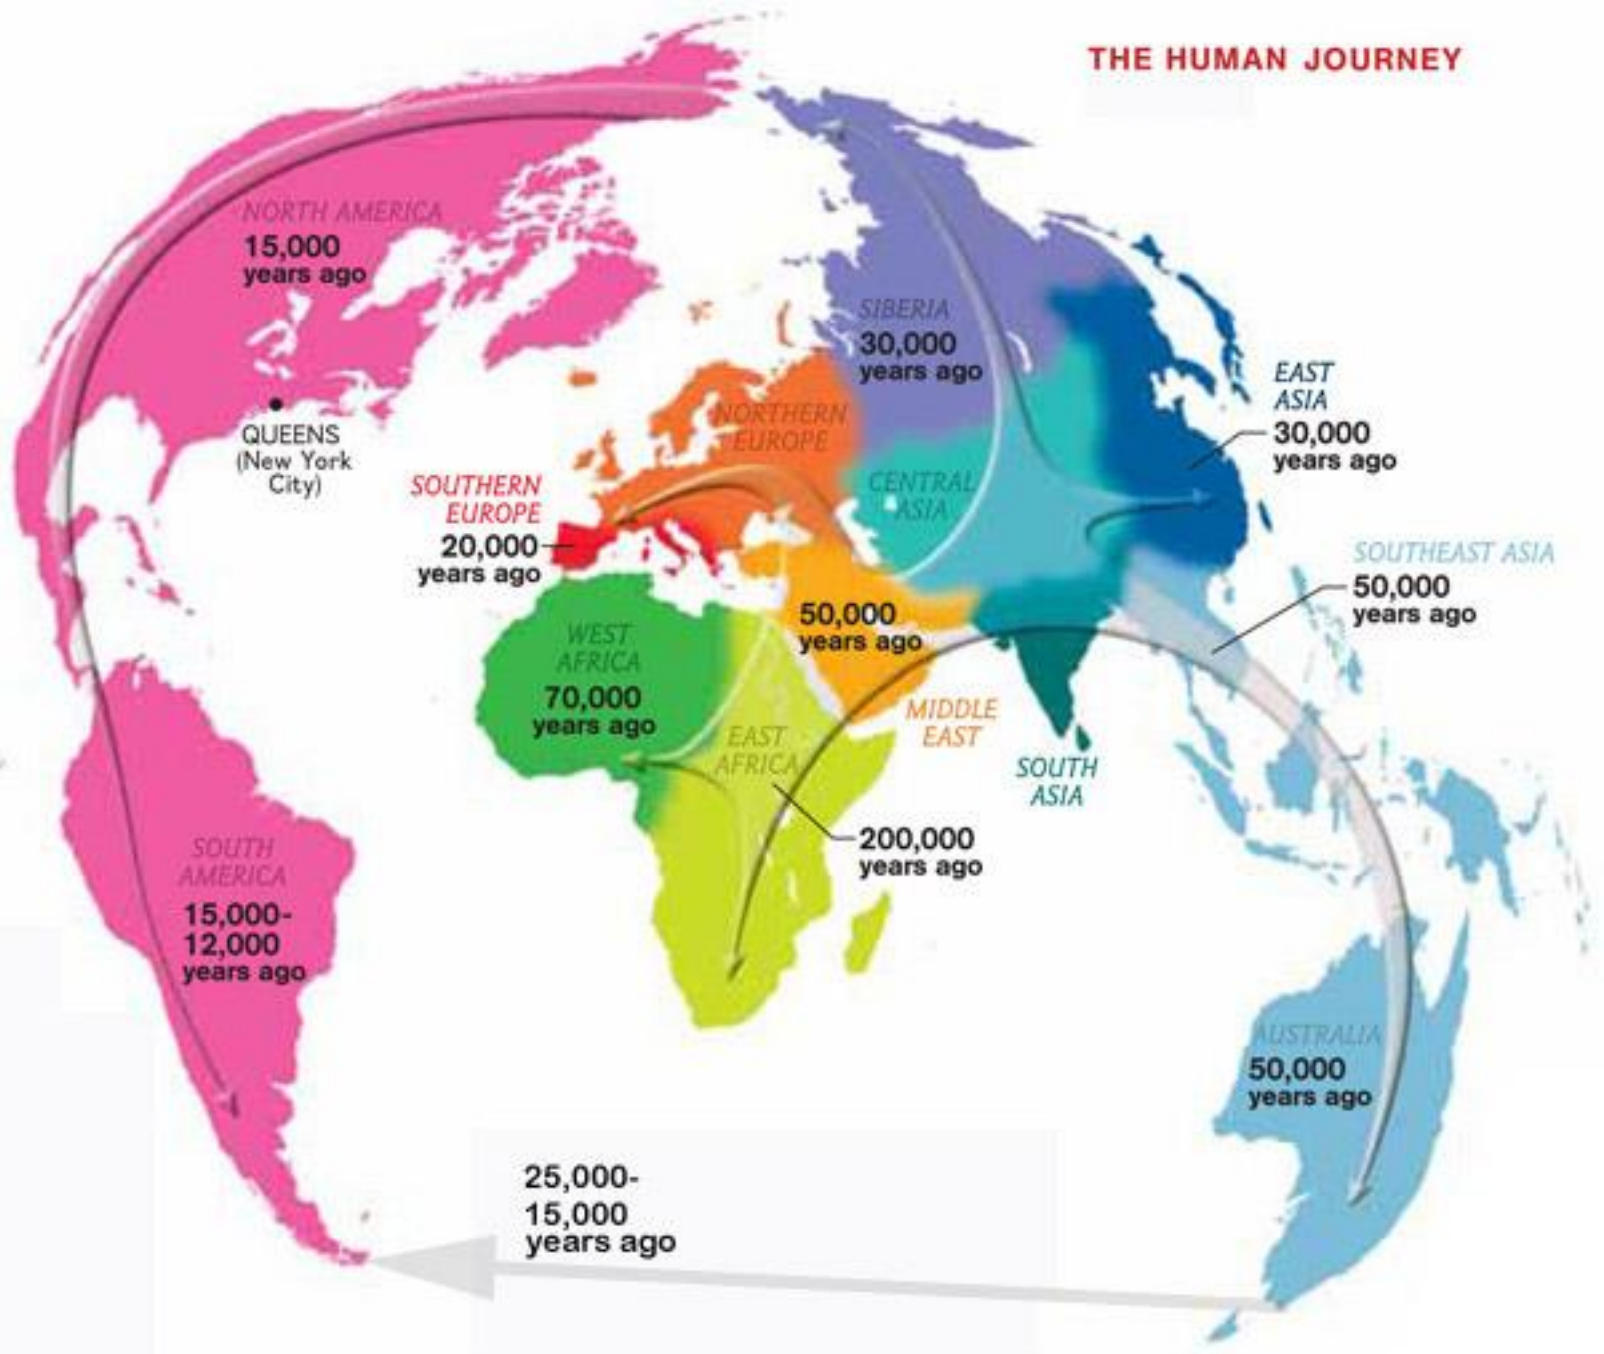 THE HUMAN JOURNEY
NORTH AMERICA
15,000
years ago
QUEENS
(New York
City)
SIBERIA
30,000
years ago
EAST
ASIA
30,000
years ago
NORTHERN
EUROPE
SOUTHERN
EUROPE
20,000
years ago
CENTRAL
ASIA
SOUTHEAST ASIA
50,000
years ago
50,000
years ago
MIDDLE
EAST
WEST
AFRICA
70,000
years ago
EAST
AFRICA
200,000
years ago
SOUTH
ASIA
SOUTH
AMERICA
15,000-
12,000
years ago
AUSTRALIA
50,000
years ago
25,000-
15,000
years ago